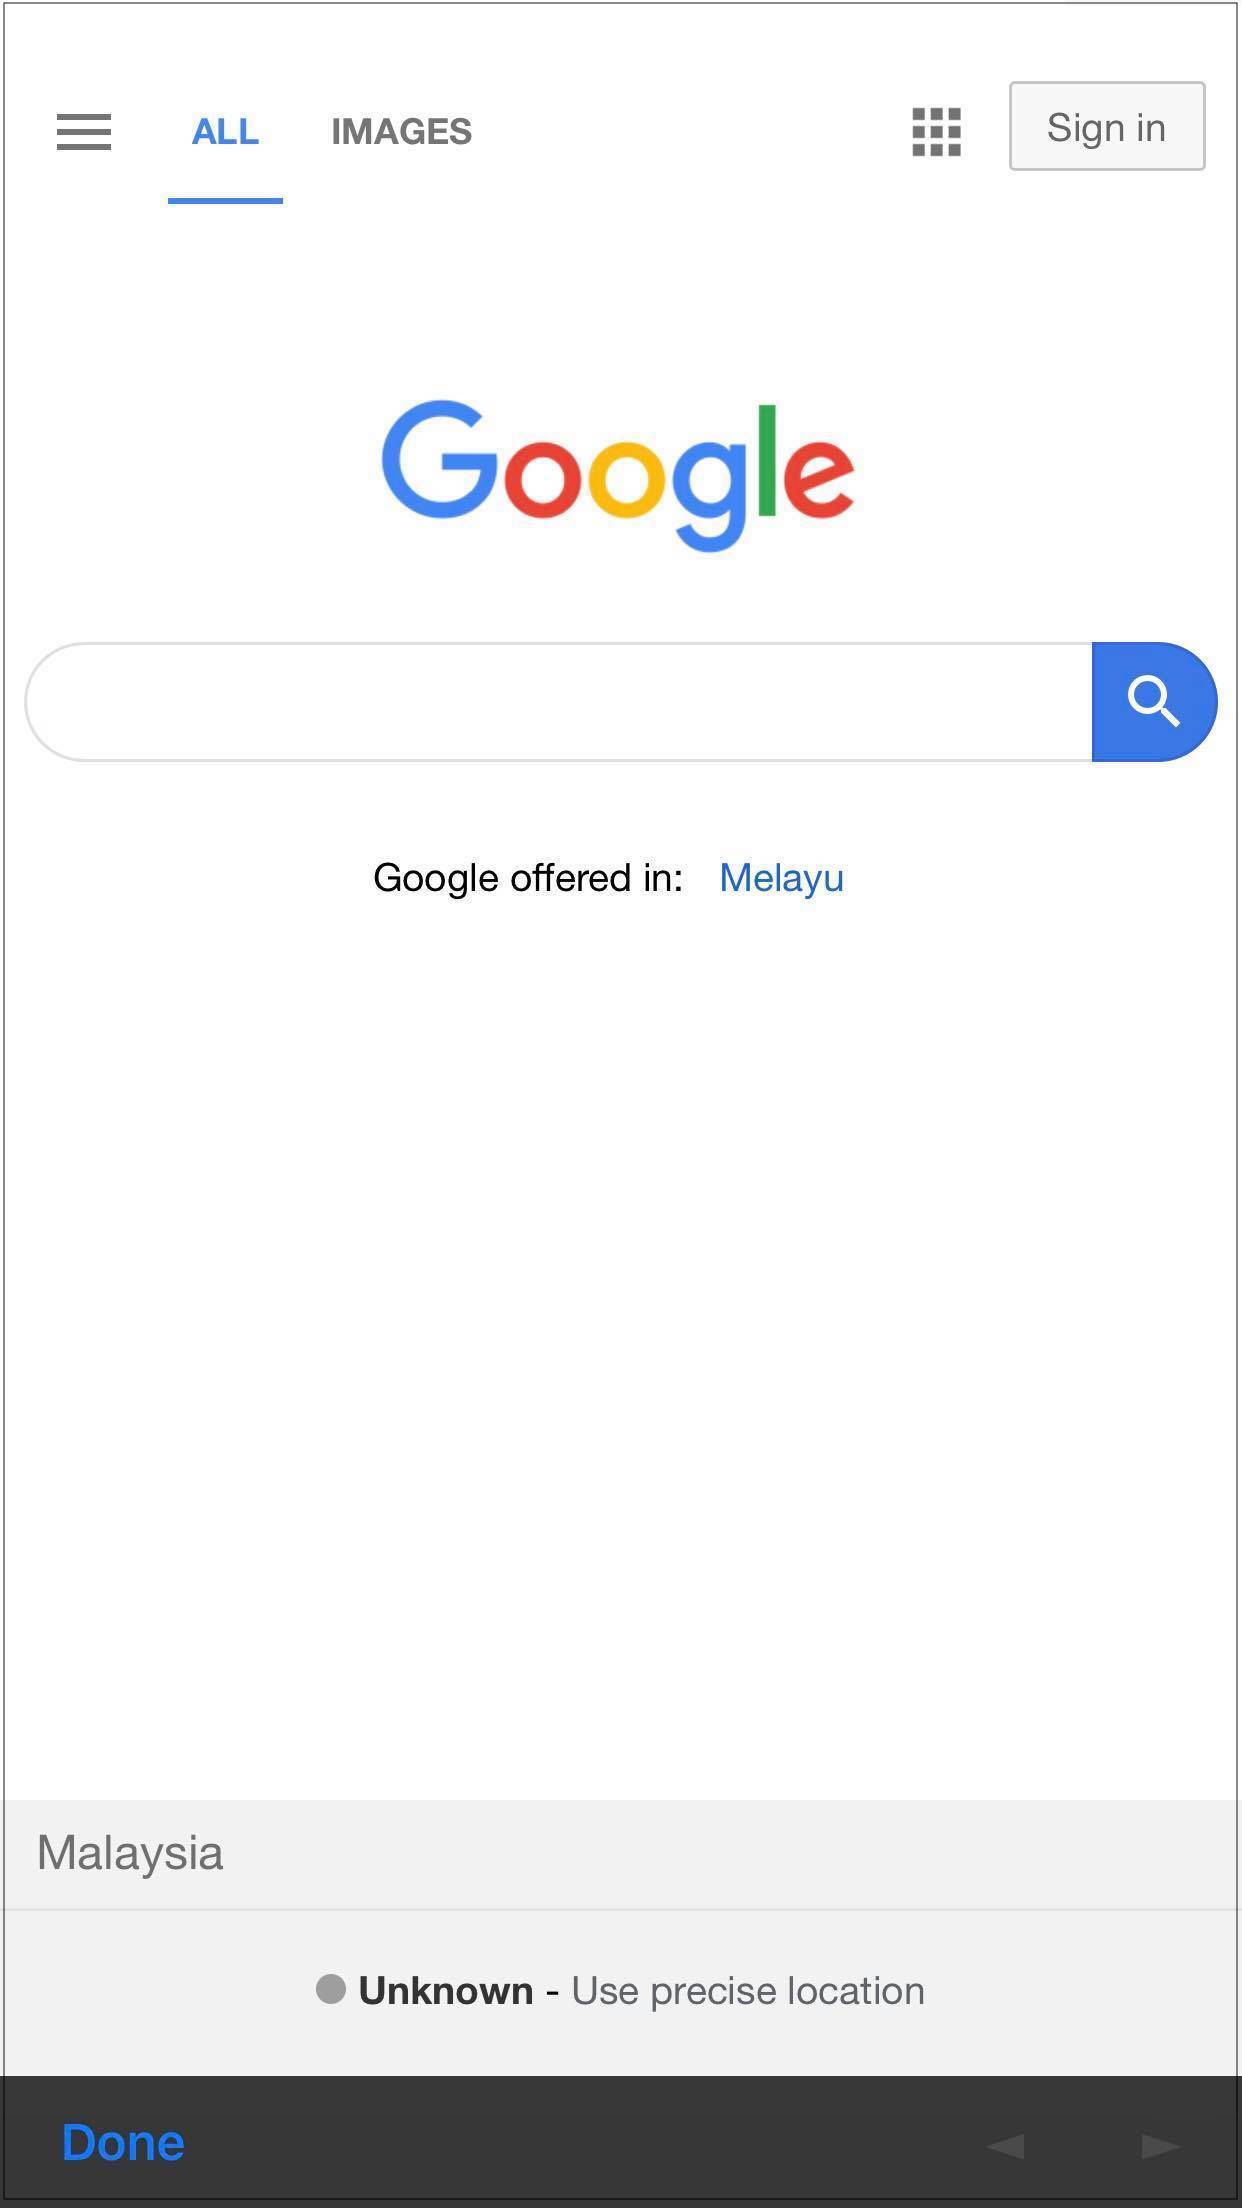 ALL IMAGES Sign in
Google
Google offered in: Melayu
Malaysia
Unknown - Use precise location
Done